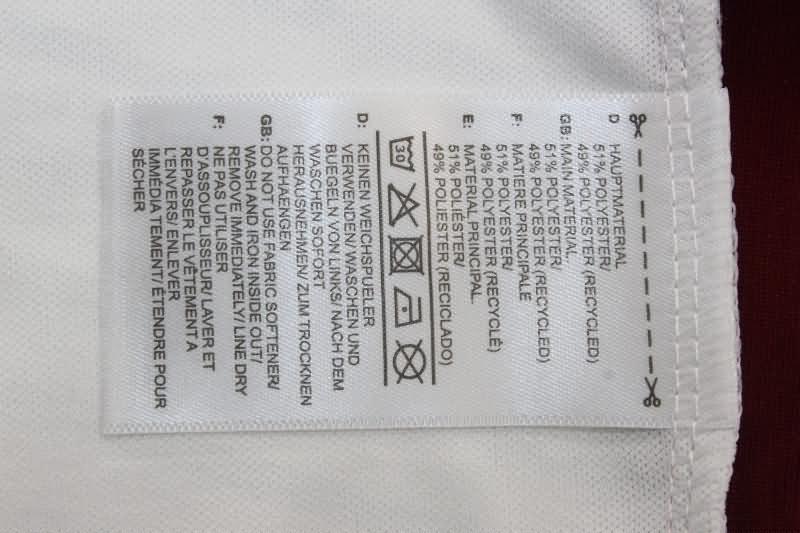 D HAUPTMATERIAL
51% POLYESTER/
49% POLYESTER (RECYCLED)
GB: MAIN MATERIAL
51% POLYESTER/
49% POLYESTER (RECYCLED)
F: MATIERE PRINCIPALE
51% POLYESTER/
49% POLYESTER (RECYCLÉ)
E: MATERIAL PRINCIPAL
51% POLIÉSTER/
49% POLIESTER (RECICLADO)
30
D: KEINEN WEICHSPUELER
VERWENDEN/ WASCHEN UND
BUEGELN VON LINKS/ NACH DEM
WASCHEN SOFORT
HERAUSNEHMEN/ ZUM TROCKNEN
AUFHAENGEN
GB: DO NOT USE FABRIC SOFTENER/
WASH AND IRON INSIDE OUT/
REMOVE IMMEDIATELY/ LINE DRY
F: NE PAS UTILISER
D'ASSOUPLISSEUR/ LAVER ET
REPASSER LE VÊTEMENT A
L'ENVERS/ ENLEVER
IMMÉDIA TEMENT/ ÉTENDRE POUR
SÉCHER